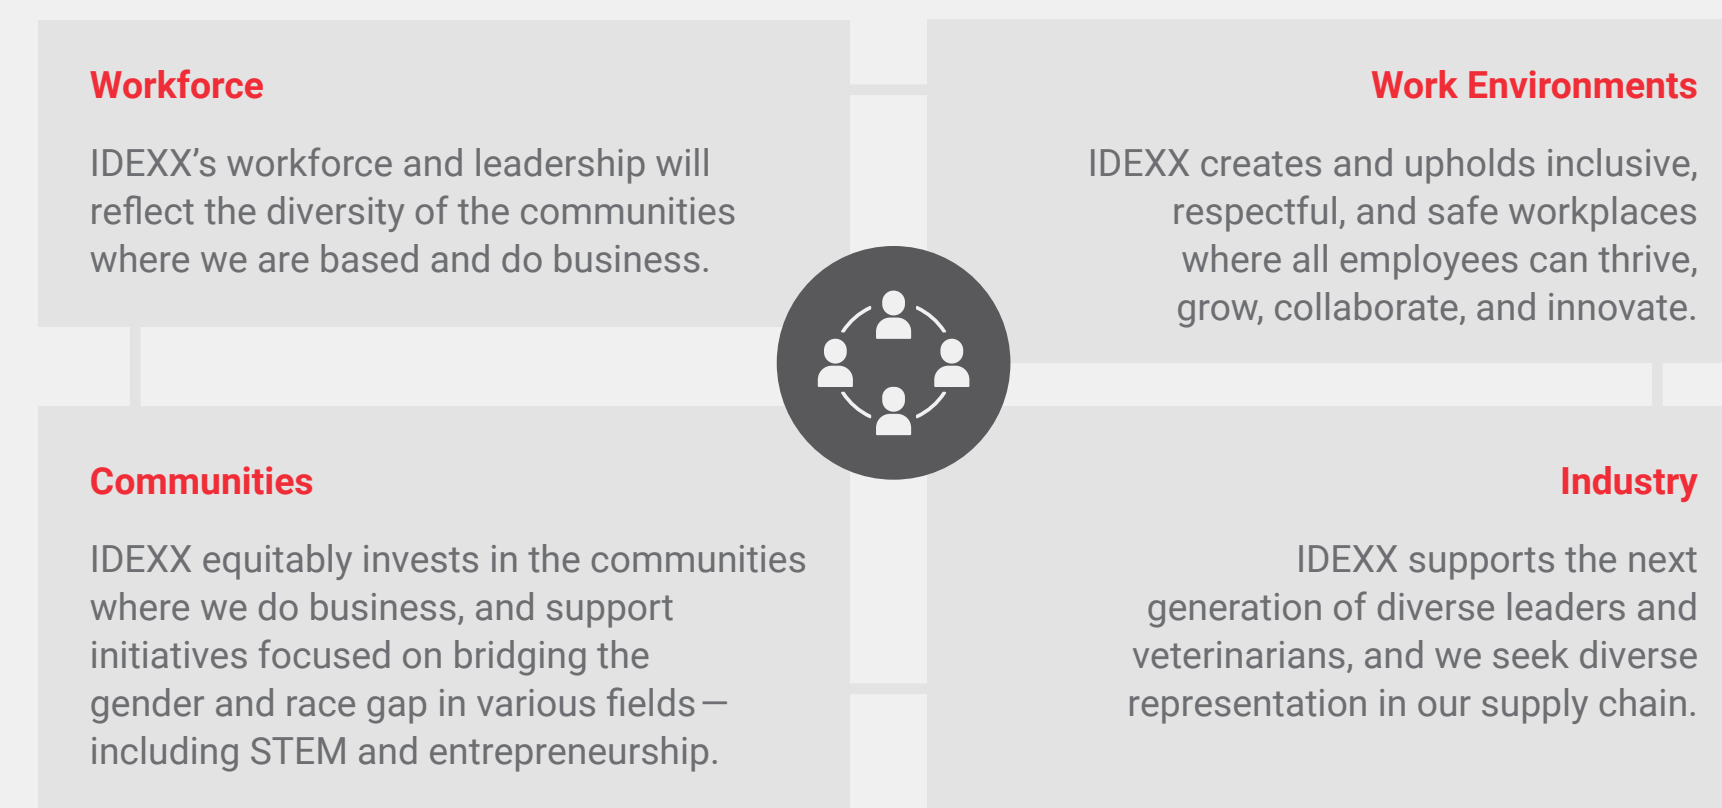 Workforce
IDEXX’s workforce and leadership will
reflect the diversity of the communities
where we are based and do business.
Work Environments
IDEXX creates and upholds inclusive,
respectful, and safe workplaces
where all employees can thrive,
grow, collaborate, and innovate.
Communities
IDEXX equitably invests in the communities
where we do business, and support
initiatives focused on bridging the
gender and race gap in various fields —
including STEM and entrepreneurship.
Industry
IDEXX supports the next
generation of diverse leaders and
veterinarians, and we seek diverse
representation in our supply chain.